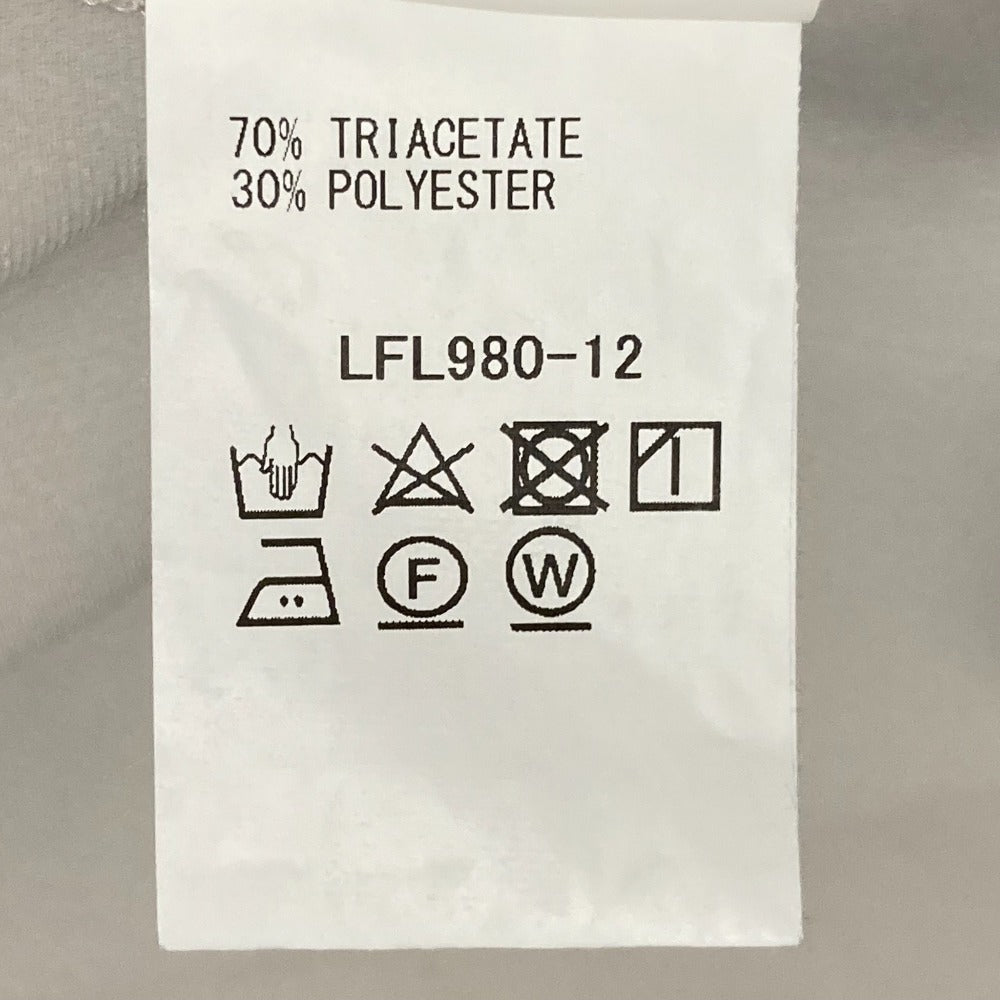 70% TRIACETATE
30% POLYESTER
LFL980-12
F W